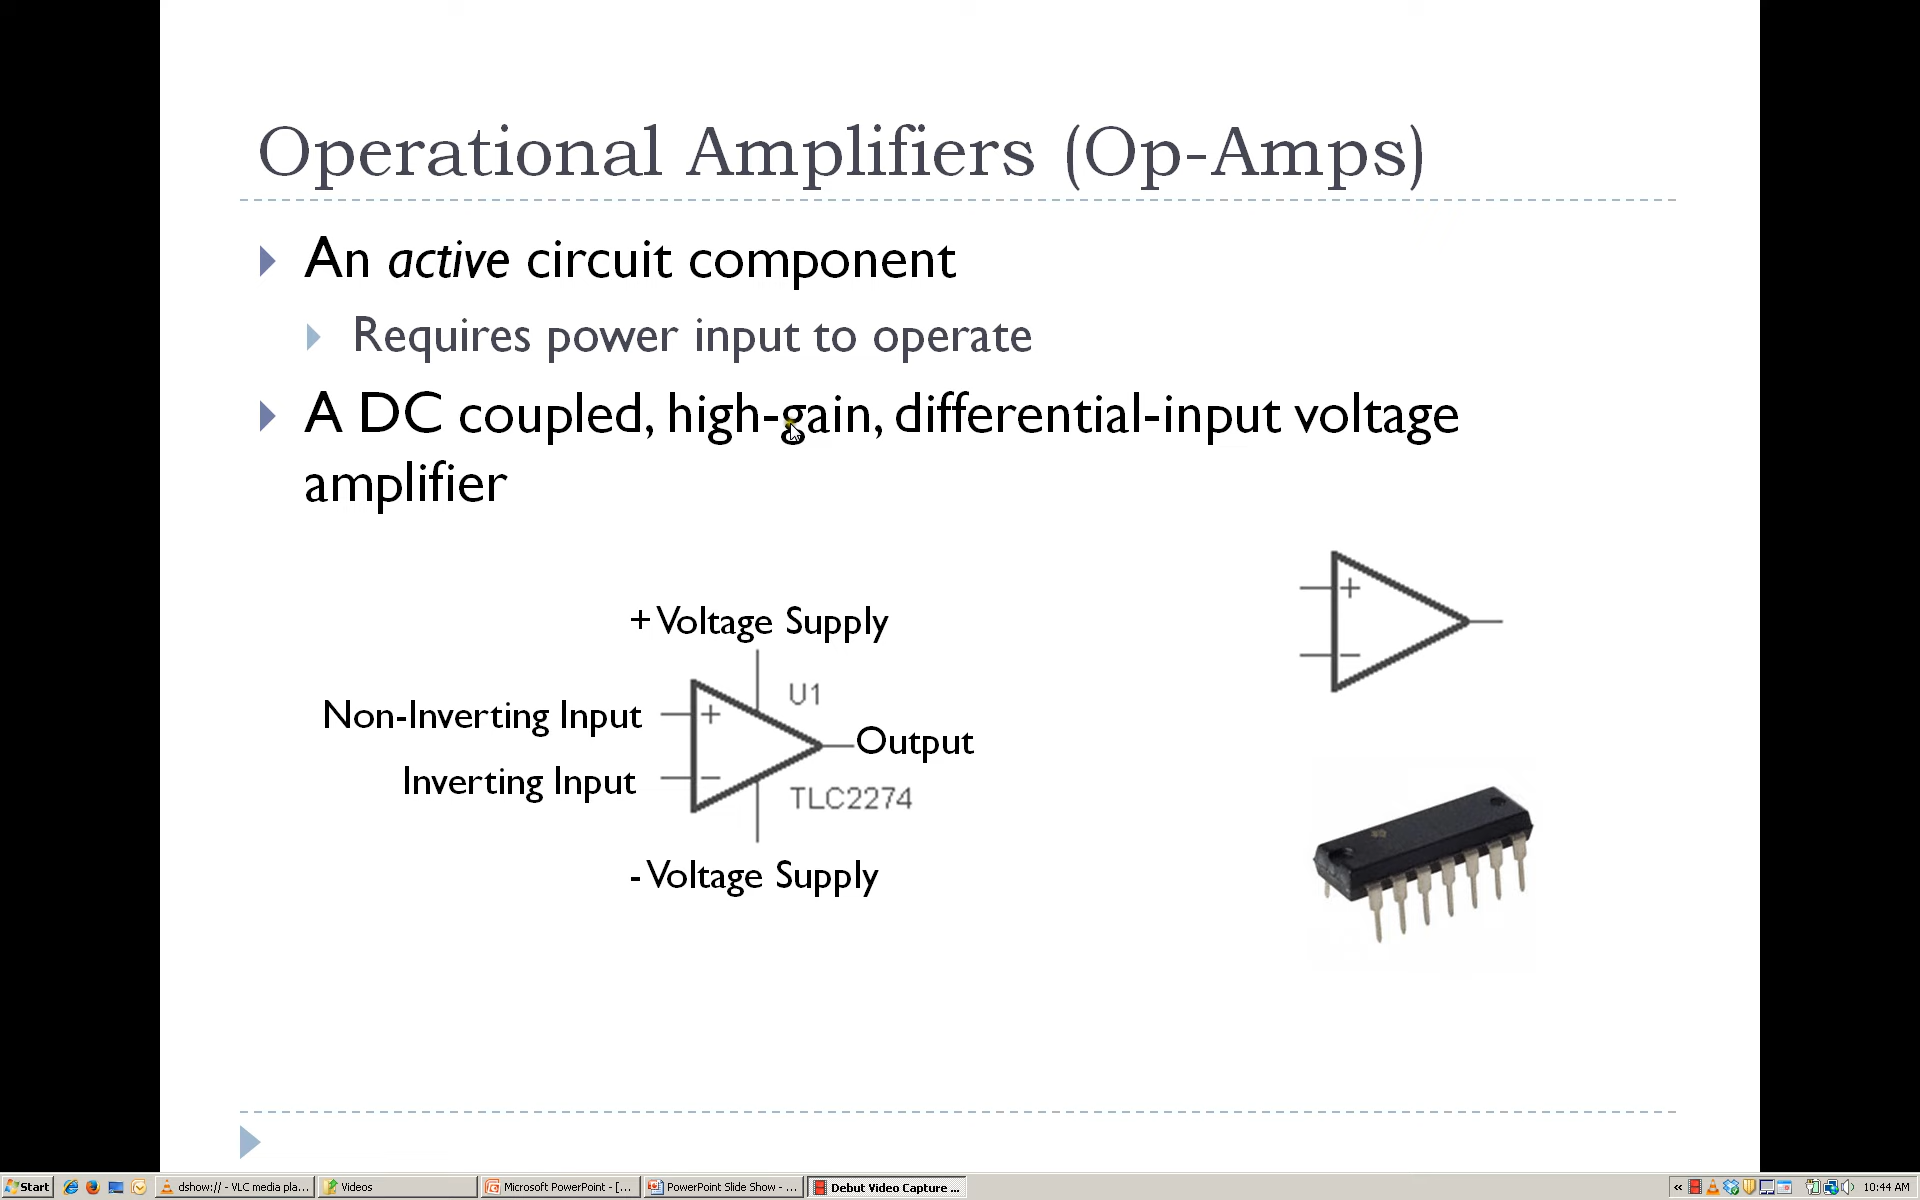 Operational Amplifiers (Op-Amps)
An active circuit component
Requires power input to operate
A DC coupled, high-gain, differential-input voltage
amplifier
+ Voltage Supply
U1
Non-Inverting Input
+
Output
Inverting Input
-
TLC2274
- Voltage Supply
+
-
Start
dshow:// - VLC media pla...
Videos
Microsoft PowerPoint - [...
PowerPoint Slide Show - ...
Debut Video Capture ...
«
10:44 AM